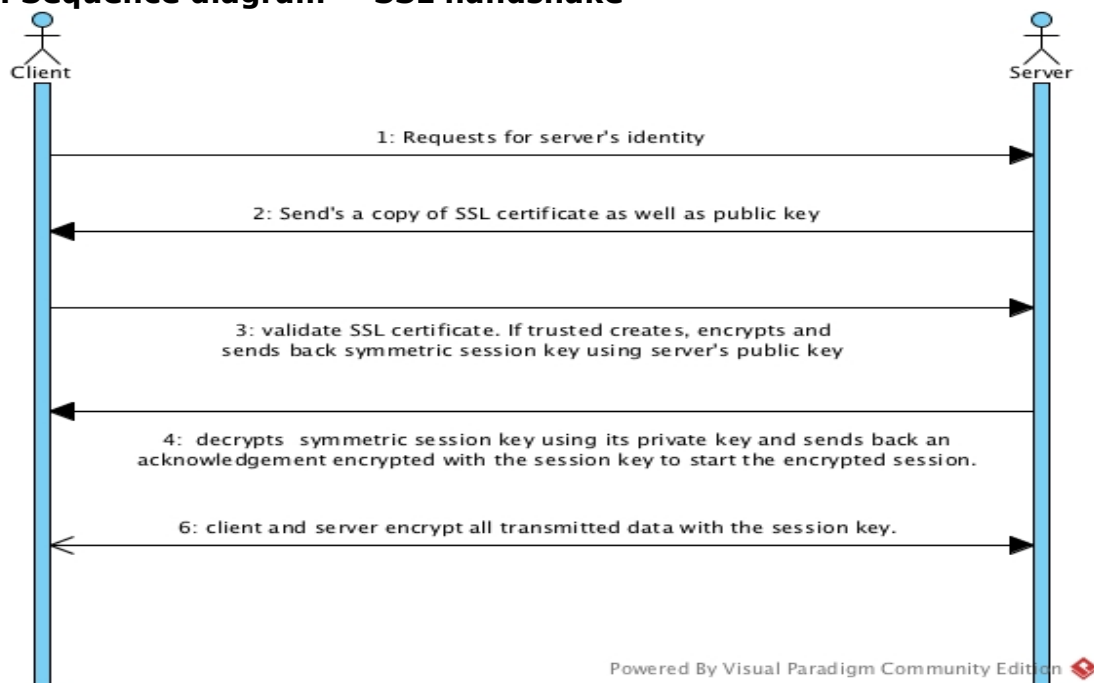 Sequence diagram SSL handshake
Client
Server
1: Requests for server's identity
2: Send's a copy of SSL certificate as well as public key
3: validate SSL certificate. If trusted creates, encrypts and
sends back symmetric session key using server's public key
4: decrypts symmetric session key using its private key and sends back an
acknowledgement encrypted with the session key to start the encrypted session.
6: client and server encrypt all transmitted data with the session key.
Powered By Visual Paradigm Community Edition